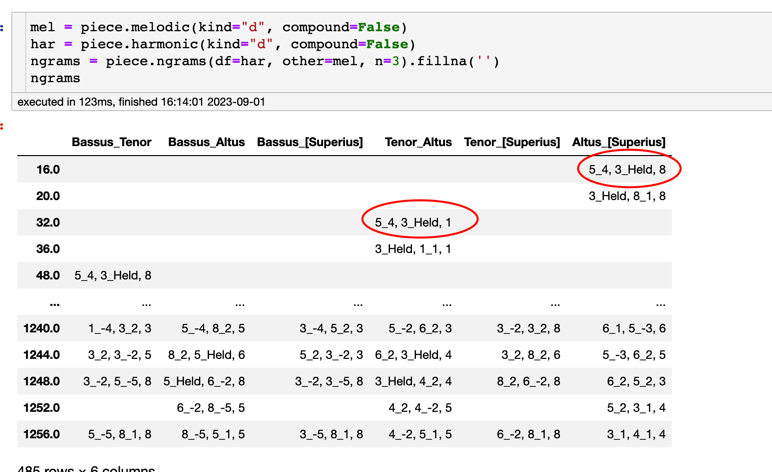 mel = piece.melodic(kind="d", compound=False)
har = piece.harmonic(kind="d", compound=False)
ngrams = piece.ngrams(df=har, other=mel, n=3).fillna('')
ngrams
executed in 123ms, finished 16:14:01 2023-09-01
Bassus_Tenor Bassus_Altus Bassus_[Superius] Tenor_Altus Tenor_[Superius] Altus_[Superius]
16.0 5_4, 3_Held, 8
20.0 3_Held, 8_1, 8
32.0 5_4, 3_Held, 1
36.0 3_Held, 1_1, 1
48.0 5_4, 3_Held, 8
... ... ... ... ... ... ...
1240.0 1_-4, 3_2, 3 5_-4, 8_2, 5 3_-4, 5_2, 3 5_-2, 6_2, 3 3_-2, 3_2, 8 6_1, 5_-3, 6
1244.0 3_2, 3_-2, 5 8_2, 5_Held, 6 5_2, 3_-2, 3 6_2, 3_Held, 4 3_2, 8_2, 6 5_-3, 6_2, 5
1248.0 3_-2, 5_-5, 8 5_Held, 6_-2, 8 3_-2, 3_-5, 8 3_Held, 4_2, 4 8_2, 6_-2, 8 6_2, 5_2, 3
1252.0 6_-2, 8_-5, 5 4_2, 4_-2, 5 5_2, 3_1, 4
1256.0 5_-5, 8_1, 8 8_-5, 5_1, 5 3_-5, 8_1, 8 4_-2, 5_1, 5 6_-2, 8_1, 8 3_1, 4_1, 4
485 rows × 6 columns